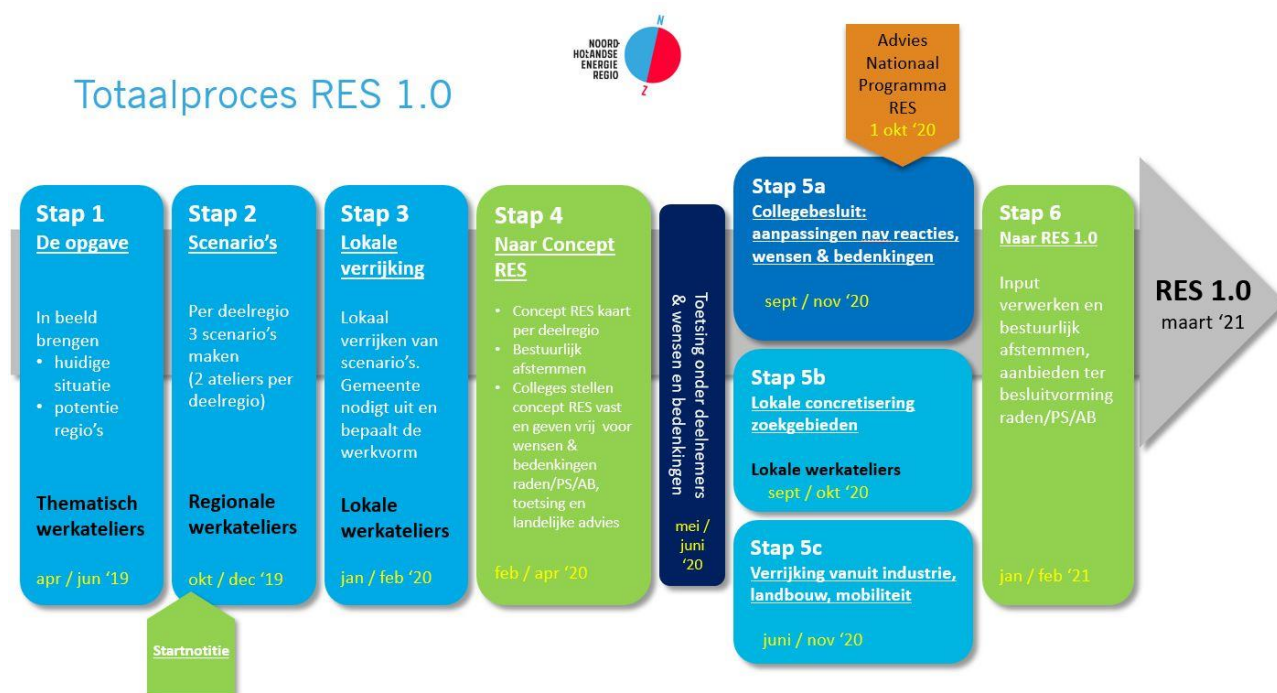 Totaalproces RES 1.0
NOORD-
HOLLANDSE
ENERGIE
REGIO
N
Z
Advies
Nationaal
Programma
RES
1 okt ‘20
Stap 1
De opgave
In beeld
brengen
• huidige
situatie
• potentie
regio’s
Thematisch
werkateliers
apr / jun ‘19
Stap 2
Scenario’s
Per deelregio
3 scenario’s
maken
(2 ateliers per
deelregio)
Regionale
werkateliers
okt / dec ‘19
Startnotitie
Stap 3
Lokale
verrijking
Lokaal
verrijken van
scenario’s.
Gemeente
nodigt uit en
bepaalt de
werkvorm
Lokale
werkateliers
jan / feb ‘20
Stap 4
Naar Concept
RES
• Concept RES kaart
per deelregio
• Bestuurlijk
afstemmen
• Colleges stellen
concept RES vast
en geven vrij voor
wensen &
bedenkingen
raden/PS/AB,
toetsing en
landelijke advies
feb / apr ‘20
Toetsing onder deelnemers
& wensen en bedenkingen
mei /
juni
‘20
Stap 5a
Collegebesluit:
aanpassingen nav reacties,
wensen & bedenkingen
sept / nov ‘20
Stap 5b
Lokale concretisering
zoekgebieden
Lokale werkateliers
sept / okt ‘20
Stap 5c
Verrijking vanuit industrie,
landbouw, mobiliteit
juni / nov ‘20
Stap 6
Naar RES 1.0
Input
verwerken en
bestuurlijk
afstemmen,
aanbieden ter
besluitvorming
raden/PS/AB
jan / feb ‘21
RES 1.0
maart ‘21